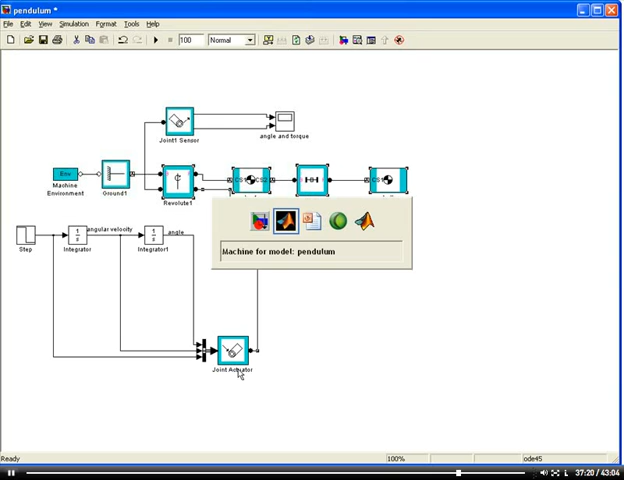 pendulum *
File Edit View Simulation Format Tools Help
100 Normal
Joint1 Sensor
angle and torque
Env
Machine
Environment
Ground1
Revolute1
CS1
CS1
Step
Integrator
angular velocity
Integrator1
angle
Machine for model: pendulum
Joint Actuator
Ready 100% ode45
37:20 / 43:04